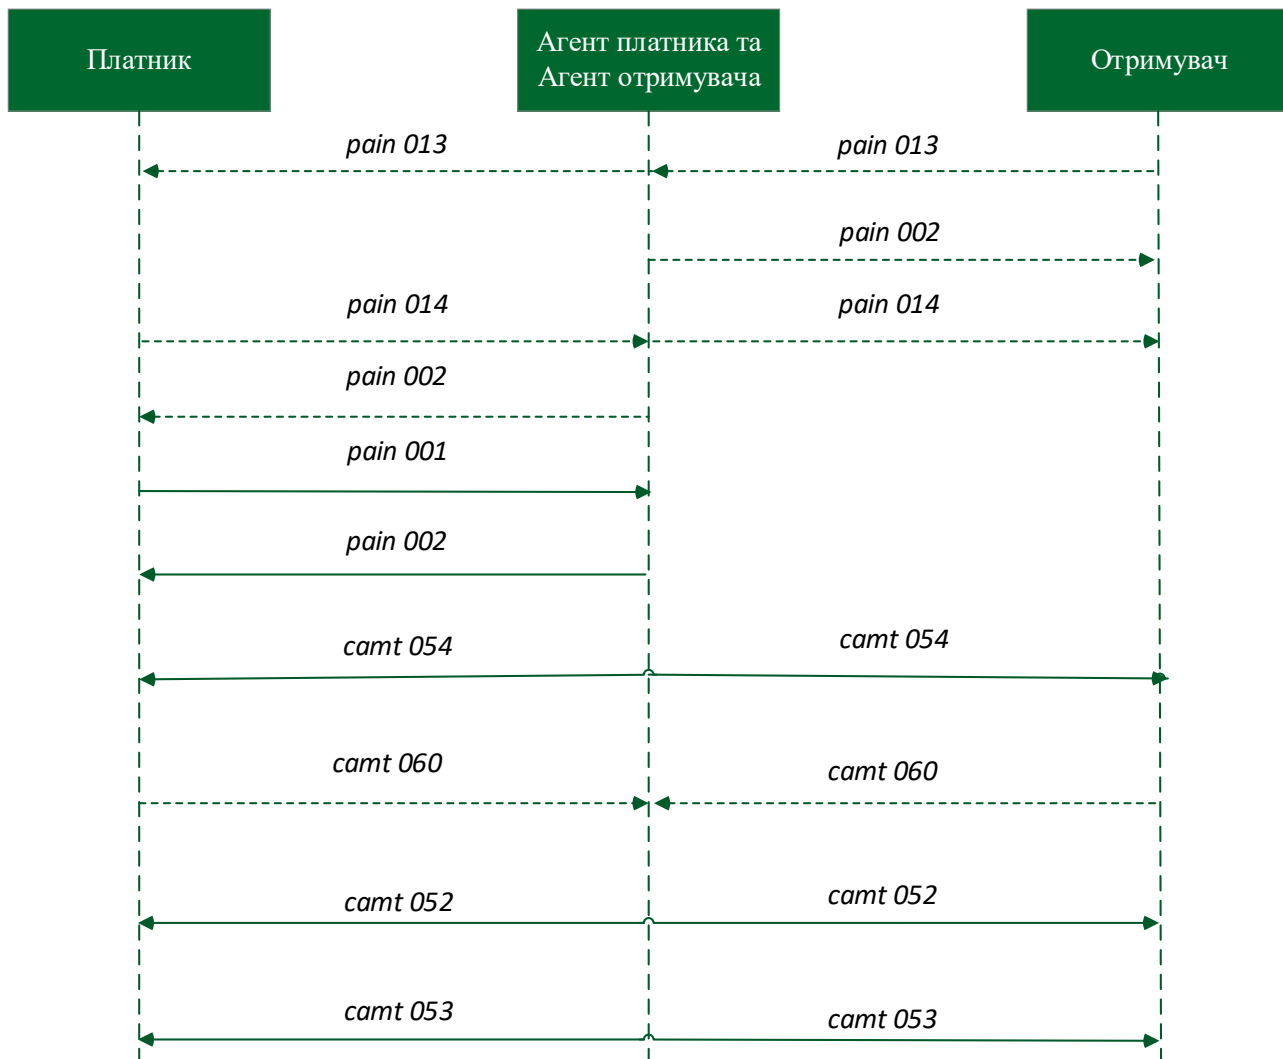 Платник
Агент платника та
Агент отримувача
Отримувач
pain 013
pain 013
pain 002
pain 014
pain 014
pain 002
pain 001
pain 002
camt 054
camt 054
camt 060
camt 060
camt 052
camt 052
camt 053
camt 053